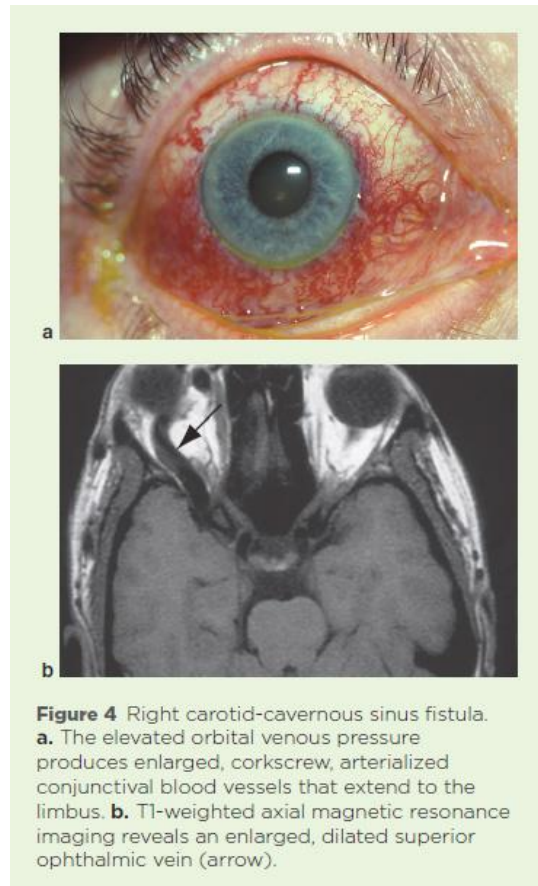 a
b
Figure 4 Right carotid-cavernous sinus fistula.
a. The elevated orbital venous pressure
produces enlarged, corkscrew, arterialized
conjunctival blood vessels that extend to the
limbus. b. T1-weighted axial magnetic resonance
imaging reveals an enlarged, dilated superior
ophthalmic vein (arrow).